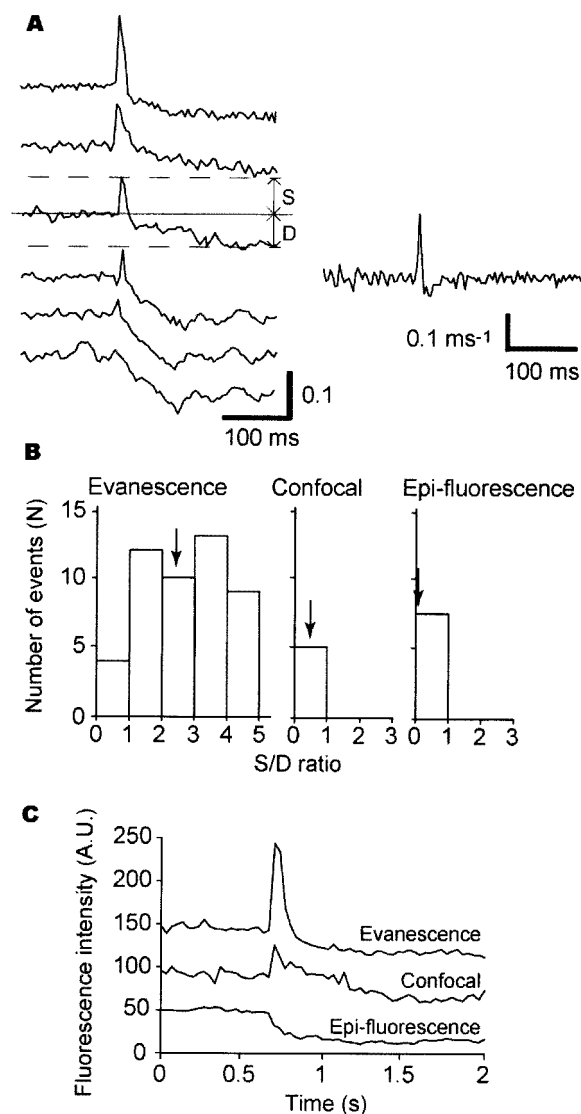 A
S
D
0.1
100 ms
0.1 ms-1
100 ms
B
Evanescence Confocal Epi-fluorescence
Number of events (N)
15
10
5
0
0 1 2 3 4 5 0 1 2 3 0 1 2 3
S/D ratio
C
Fluorescence intensity (A.U.)
250
200
150
100
50
0
Evanescence
Confocal
Epi-fluorescence
0 0.5 1 1.5 2
Time (s)